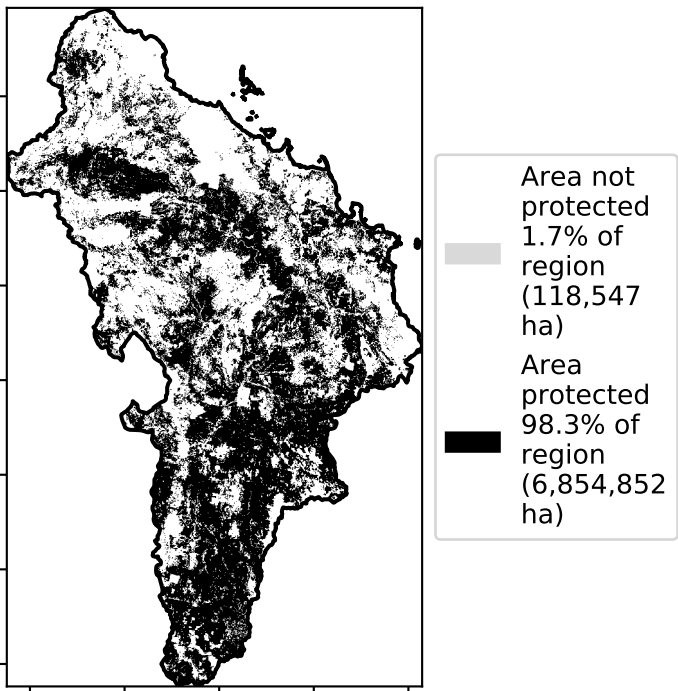 Area not
protected
1.7% of
region
(118,547
ha)
Area
protected
98.3% of
region
(6,854,852
ha)